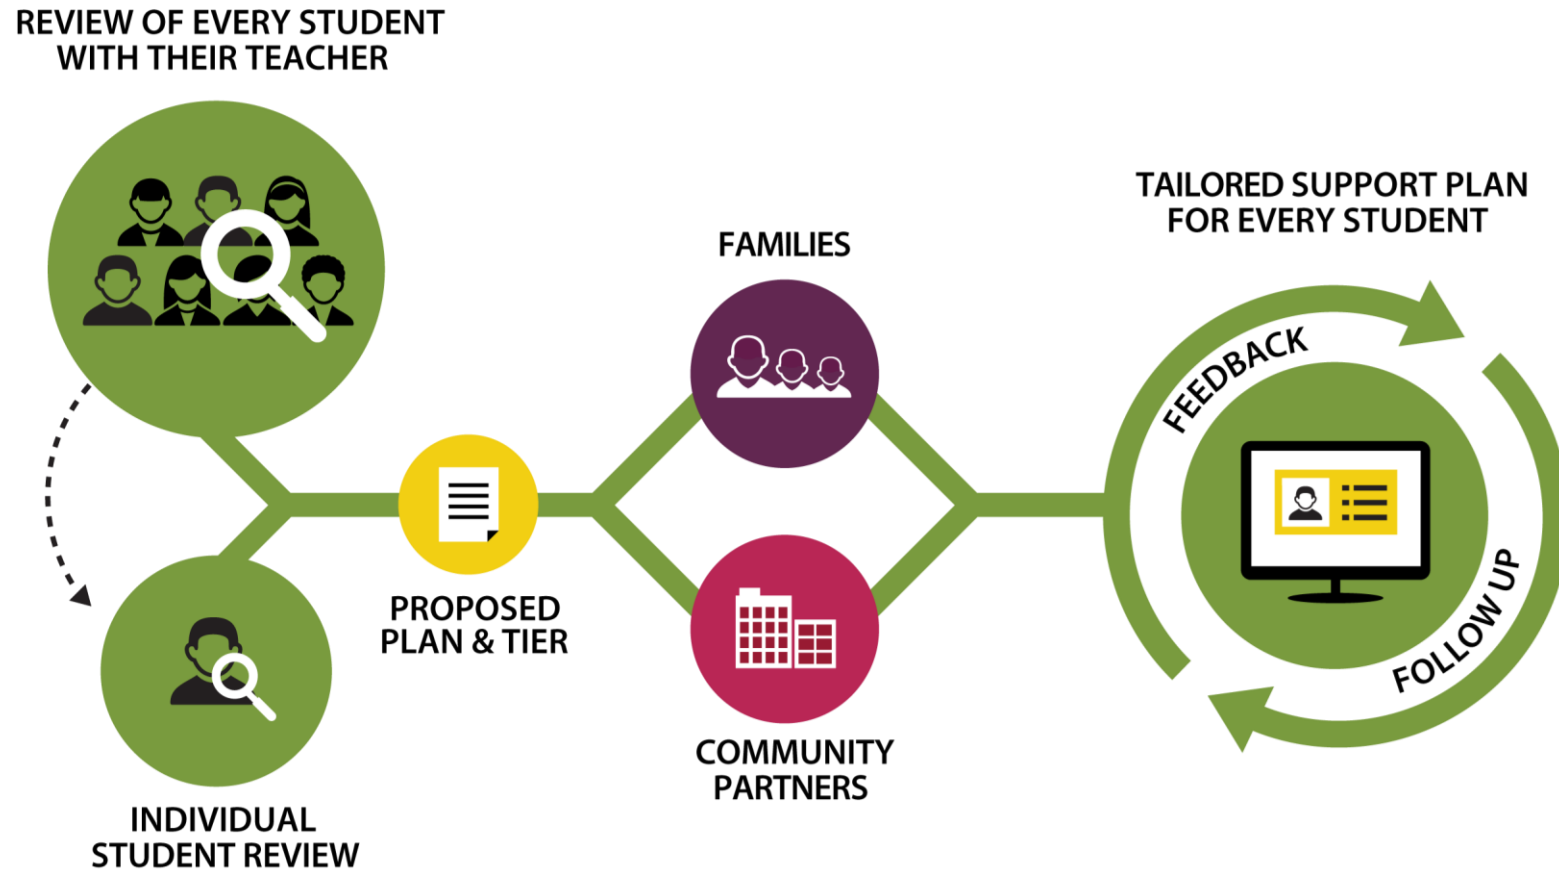 REVIEW OF EVERY STUDENT
WITH THEIR TEACHER
INDIVIDUAL
STUDENT REVIEW
PROPOSED
PLAN & TIER
FAMILIES
COMMUNITY
PARTNERS
TAILORED SUPPORT PLAN
FOR EVERY STUDENT
FEEDBACK
FOLLOW UP